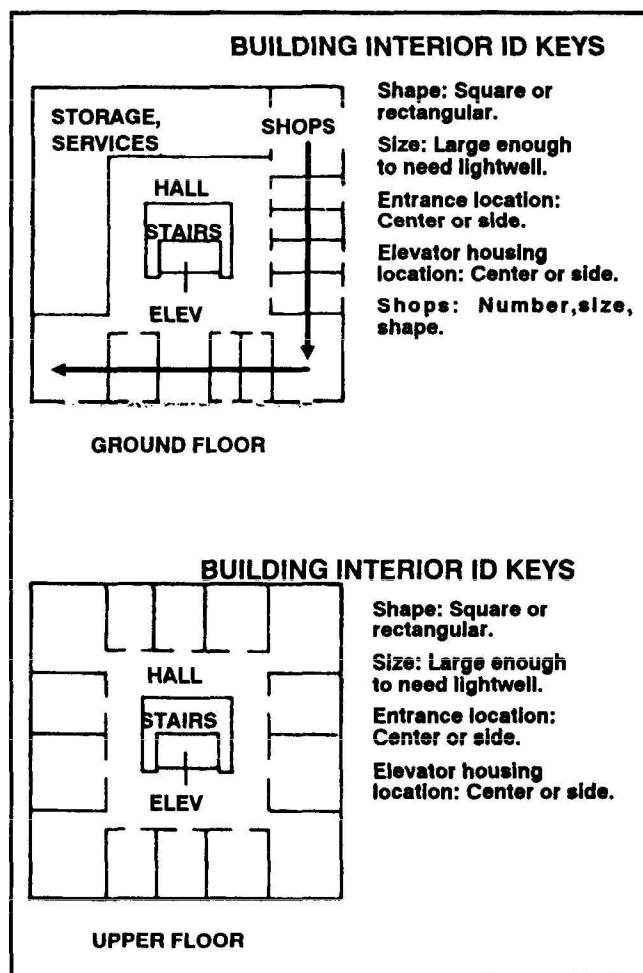 BUILDING INTERIOR ID KEYS
STORAGE,
SERVICES
SHOPS
HALL
STAIRS
ELEV
GROUND FLOOR
Shape: Square or
rectangular.
Size: Large enough
to need lightwell.
Entrance location:
Center or side.
Elevator housing
location: Center or side.
Shops: Number,size,
shape.
BUILDING INTERIOR ID KEYS
HALL
STAIRS
ELEV
UPPER FLOOR
Shape: Square or
rectangular.
Size: Large enough
to need lightwell.
Entrance location:
Center or side.
Elevator housing
location: Center or side.